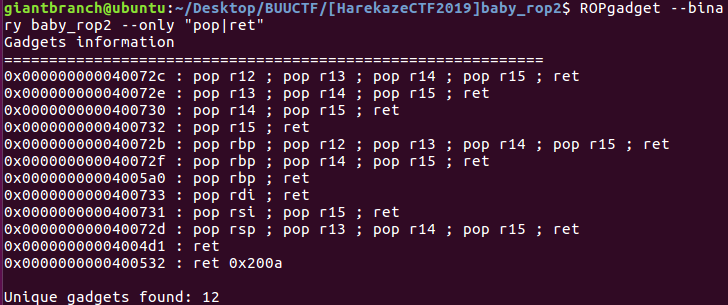 giantbranch@ubuntu:~/Desktop/BUUCTF/[HarekazeCTF2019]baby_rop2$ ROPgadget --bina
ry baby_rop2 --only "pop|ret"
Gadgets information
============================================================
0x000000000040072c : pop r12 ; pop r13 ; pop r14 ; pop r15 ; ret
0x000000000040072e : pop r13 ; pop r14 ; pop r15 ; ret
0x0000000000400730 : pop r14 ; pop r15 ; ret
0x0000000000400732 : pop r15 ; ret
0x000000000040072b : pop rbp ; pop r12 ; pop r13 ; pop r14 ; pop r15 ; ret
0x000000000040072f : pop rbp ; pop r14 ; pop r15 ; ret
0x00000000004005a0 : pop rbp ; ret
0x0000000000400733 : pop rdi ; ret
0x0000000000400731 : pop rsi ; pop r15 ; ret
0x000000000040072d : pop rsp ; pop r13 ; pop r14 ; pop r15 ; ret
0x00000000004004d1 : ret
0x0000000000400532 : ret 0x200a
Unique gadgets found: 12